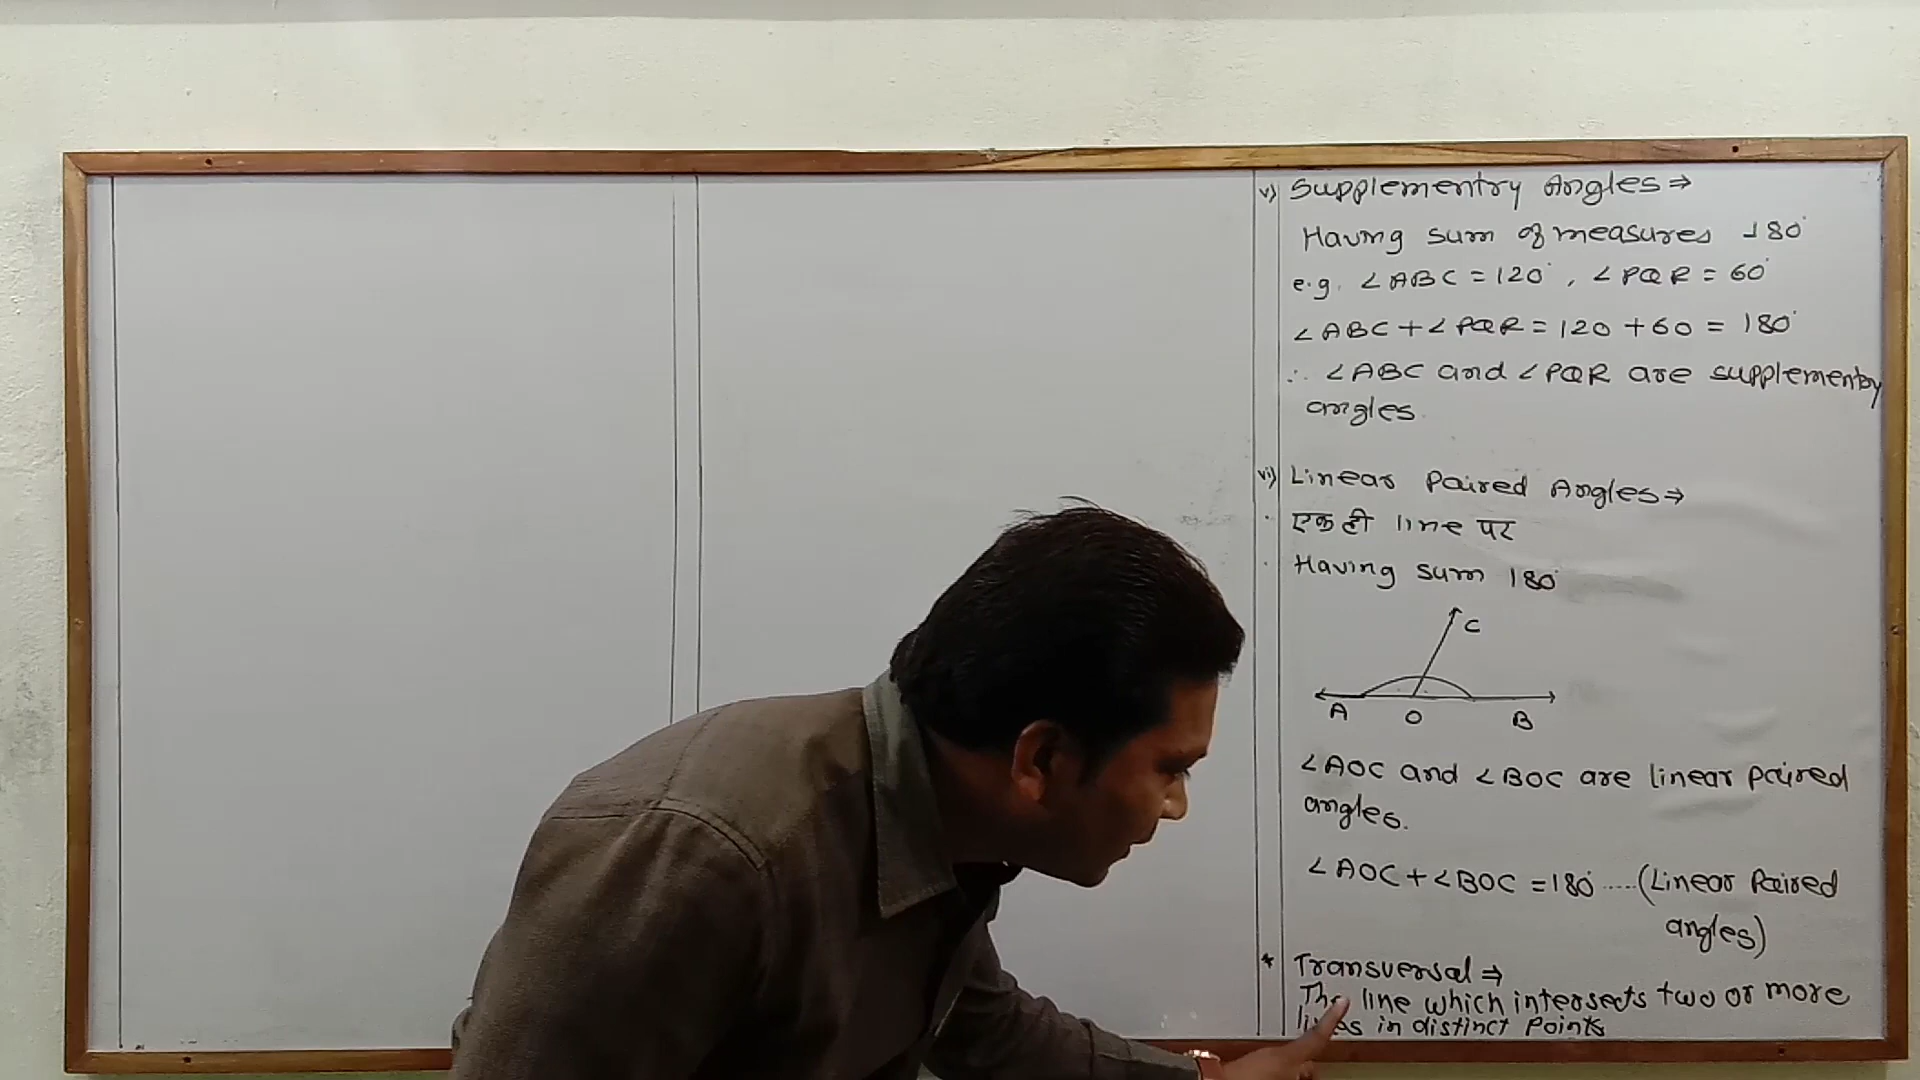 v) Supplementry Angles ⇒
Having sum of measures 180°
e.g. ∠ABC = 120°, ∠PQR = 60°
∠ABC + ∠PQR = 120 + 60 = 180°
∴ ∠ABC and ∠PQR are supplementry
angles.
vi) Linear Paired Angles ⇒
· एक ही line पर
· Having sum 180°
C
A O B
∠AOC and ∠BOC are linear paired
angles.
∠AOC + ∠BOC = 180° ..... (Linear Paired
angles)
* Transversal ⇒
The line which intersects two or more
lines in distinct Points